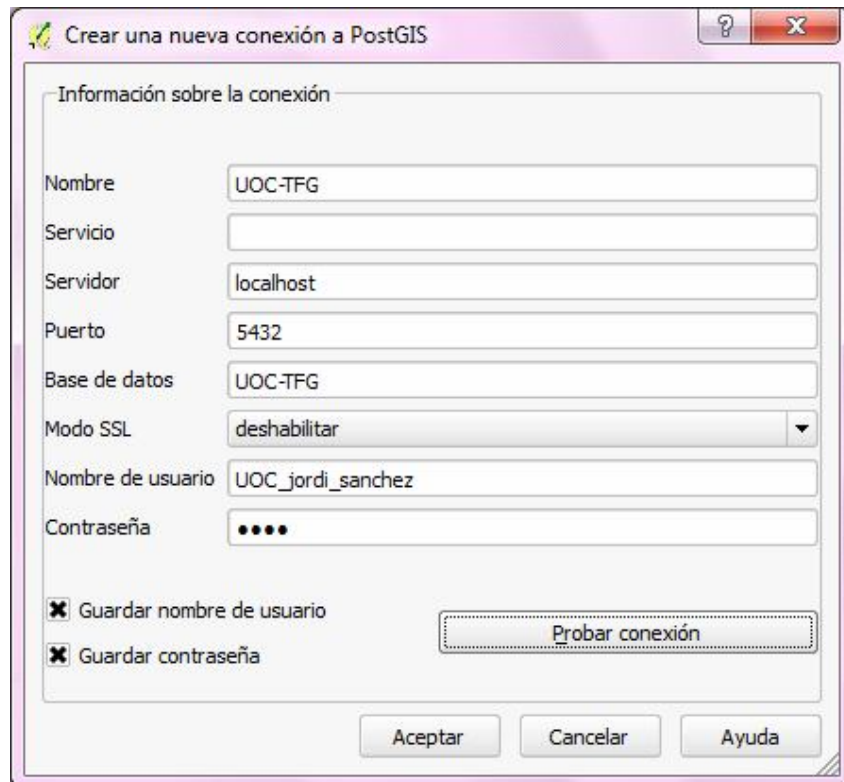 Crear una nueva conexión a PostGIS
Información sobre la conexión
Nombre UOC-TFG
Servicio
Servidor localhost
Puerto 5432
Base de datos UOC-TFG
Modo SSL deshabilitar
Nombre de usuario UOC_jordi_sanchez
Contraseña ••••
Guardar nombre de usuario
Probar conexión
Guardar contraseña
Aceptar Cancelar Ayuda